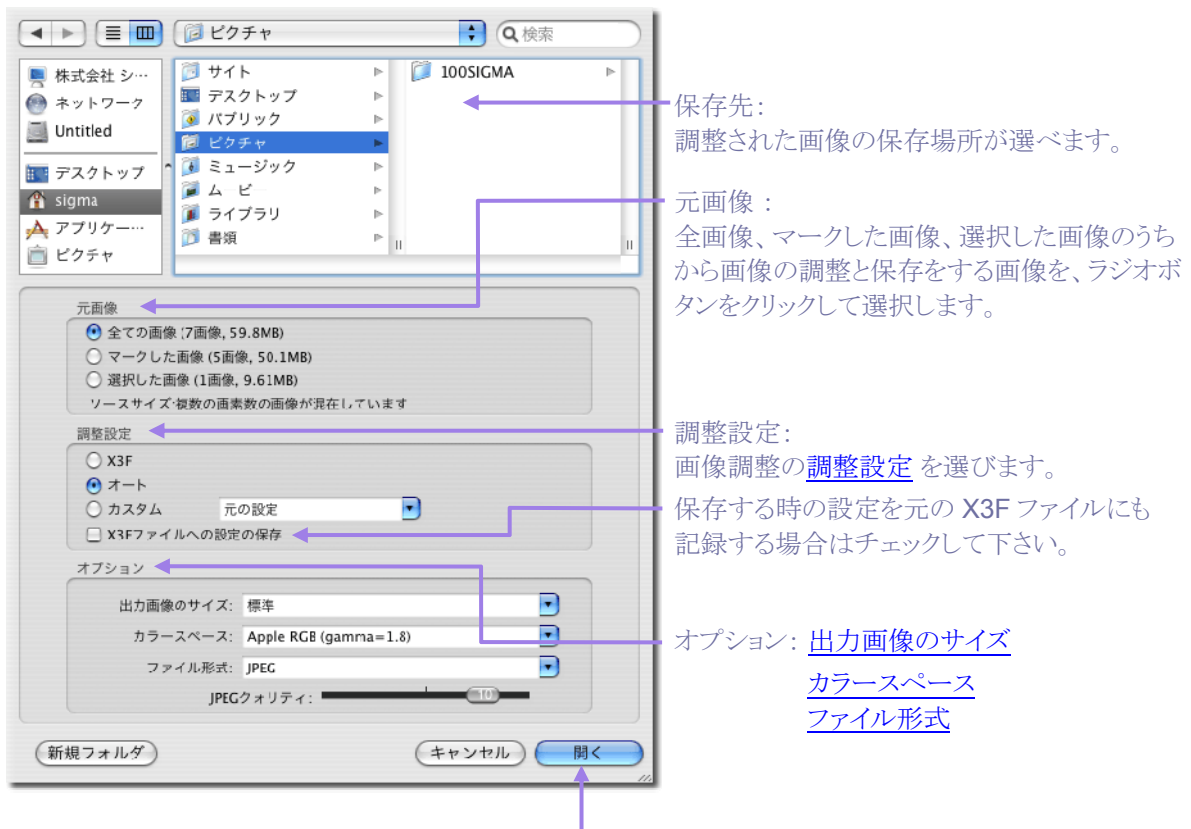 ピクチャ
検索
株式会社 シ…
ネットワーク
Untitled
デスクトップ
sigma
アプリケー…
ピクチャ
サイト
デスクトップ
パブリック
ピクチャ
ミュージック
ムービー
ライブラリ
書類
100SIGMA
保存先：
調整された画像の保存場所が選べます。
元画像：
全画像、マークした画像、選択した画像のうち
から画像の調整と保存をする画像を、ラジオボ
タンをクリックして選択します。
元画像
全ての画像 (7画像, 59.8MB)
マークした画像 (5画像, 50.1MB)
選択した画像 (1画像, 9.61MB)
ソースサイズ:複数の画素数の画像が混在しています
調整設定
X3F
オート
カスタム 元の設定
X3Fファイルへの設定の保存
調整設定：
画像調整の調整設定 を選びます。
保存する時の設定を元の X3F ファイルにも
記録する場合はチェックして下さい。
オプション
出力画像のサイズ: 標準
カラースペース: Apple RGB (gamma=1.8)
ファイル形式: JPEG
JPEGクォリティ: 10
オプション： 出力画像のサイズ
カラースペース
ファイル形式
新規フォルダ キャンセル 開く